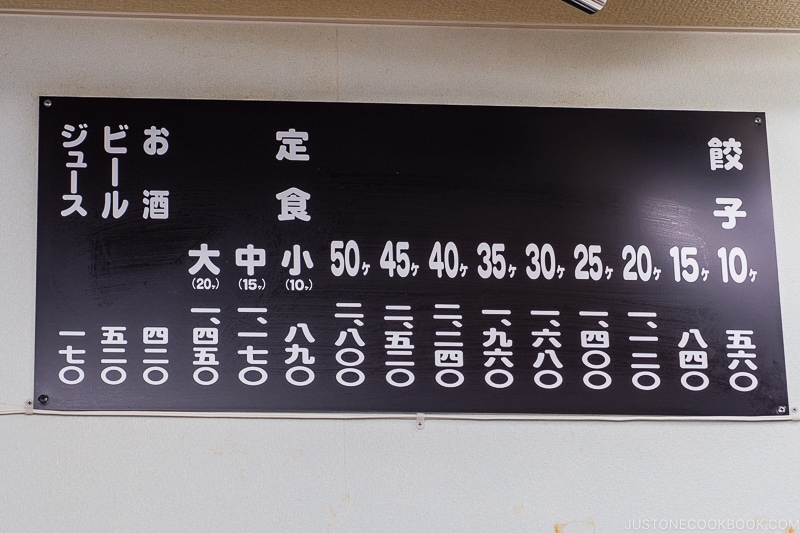 餃子
10ヶ 五六〇
15ヶ 八四〇
20ヶ 一、一二〇
25ヶ 一、四〇〇
30ヶ 一、六八〇
35ヶ 一、九六〇
40ヶ 二、二四〇
45ヶ 二、五二〇
50ヶ 二、八〇〇
定食
小(10ヶ) 八九〇
中(15ヶ) 一、一七〇
大(20ヶ) 一、四五〇
お酒 四二〇
ビール 五二〇
ジュース 一七〇
JUSTONECOOKBOOK.COM